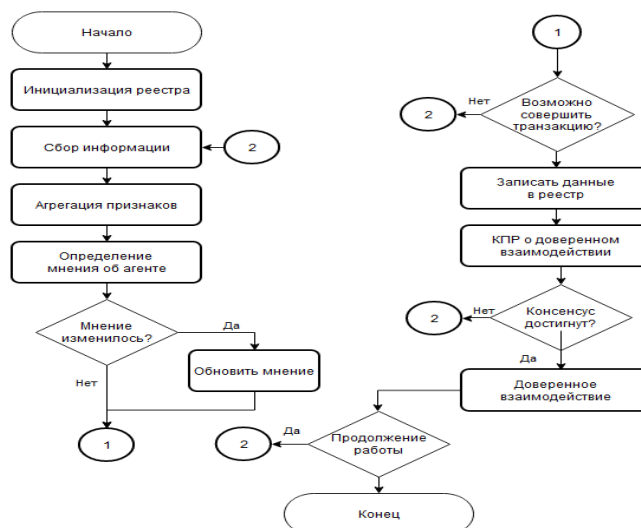 Начало
Инициализация реестра
Сбор информации
2
Агрегация признаков
Определение
мнения об агенте
Мнение
изменилось?
Да
Обновить мнение
Нет
1
1
Возможно
совершить
транзакцию?
Нет
2
Записать данные
в реестр
КПР о доверенном
взаимодействии
Консенсус
достигнут?
Нет
2
Да
Доверенное
взаимодействие
Продолжение
работы
Да
2
Конец